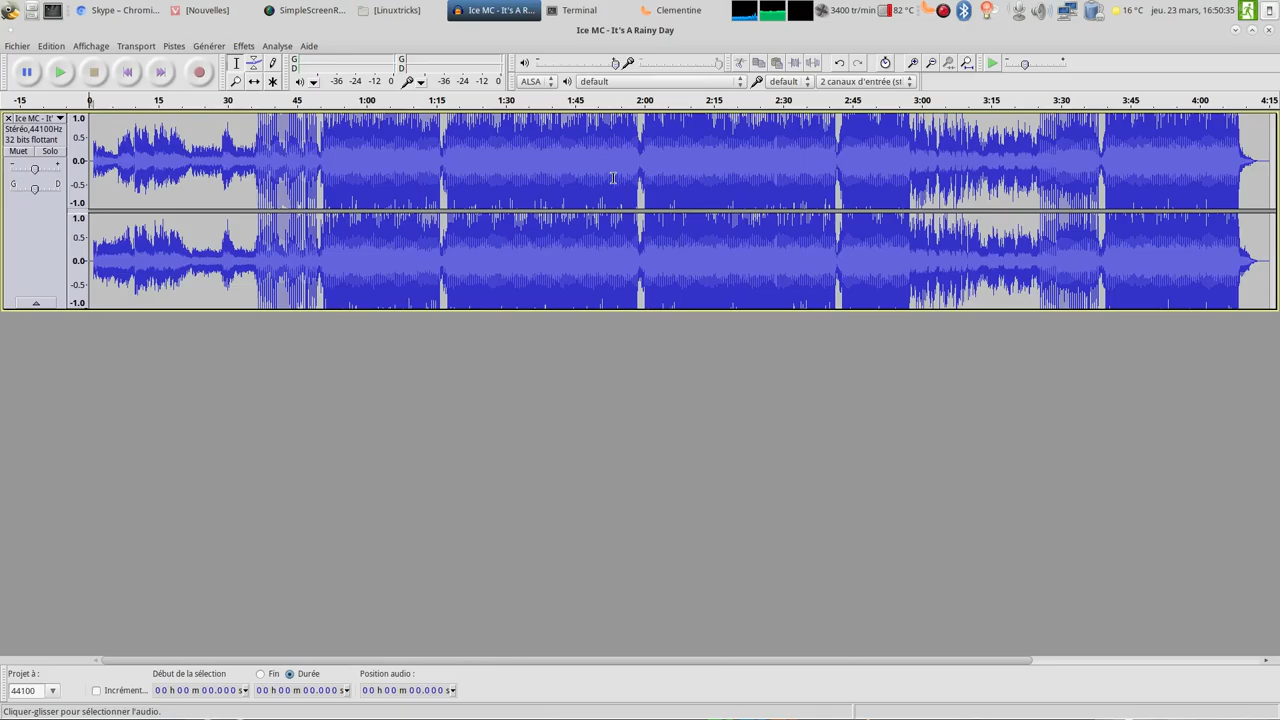 Skype – Chromi... [Nouvelles] SimpleScreenR... [Linuxtricks] Ice MC - It's A R... Terminal Clementine 3400 tr/min 82 °C 16 °C jeu. 23 mars, 16:50:35
Ice MC - It's A Rainy Day
Fichier Edition Affichage Transport Pistes Générer Effets Analyse Aide
G G
D -36 -24 -12 0 D -36 -24 -12 0
ALSA default default 2 canaux d'entrée (st
-15 0 15 30 45 1:00 1:15 1:30 1:45 2:00 2:15 2:30 2:45 3:00 3:15 3:30 3:45 4:00 4:15
Ice MC - It' 1.0
Stéréo,44100Hz
32 bits flottant 0.5
Muet Solo
- + 0.0
G D -0.5
-1.0
1.0
0.5
0.0
-0.5
-1.0
Projet à : Début de la sélection Fin Durée Position audio :
44100 Incrément... 00 h 00 m 00.000 s 00 h 00 m 00.000 s 00 h 00 m 00.000 s
Cliquer-glisser pour sélectionner l'audio.